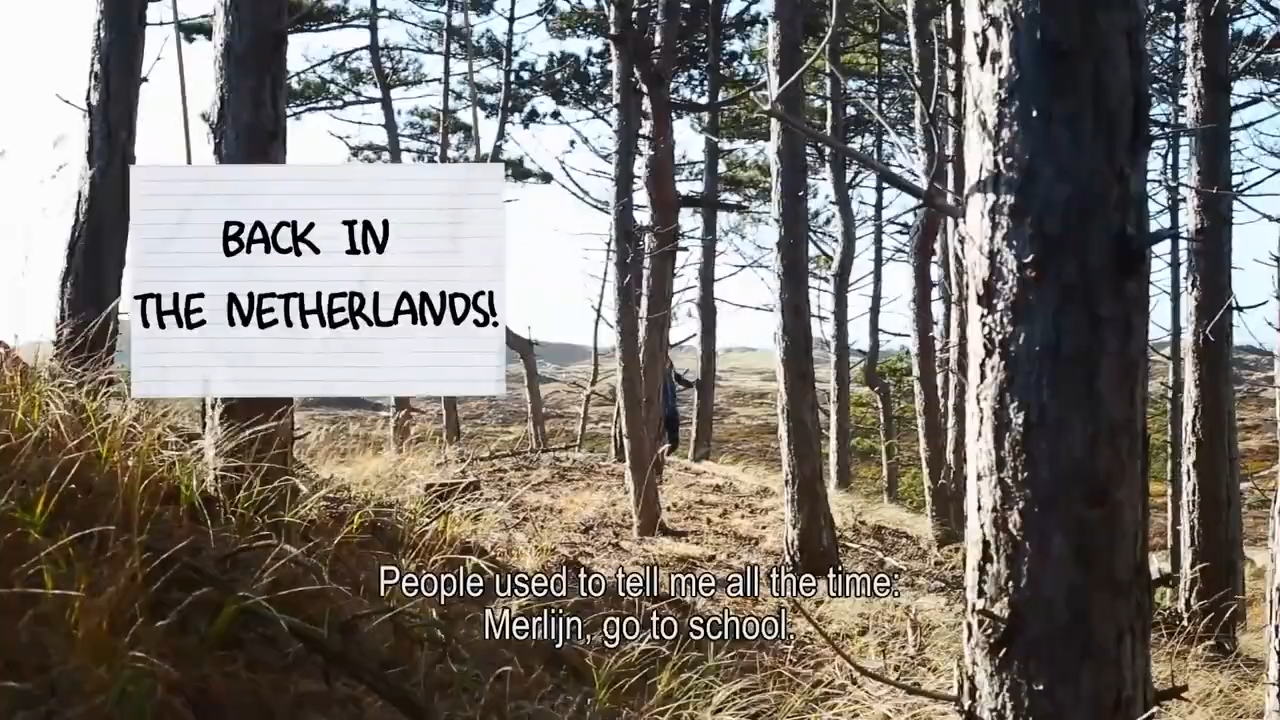 BACK IN
THE NETHERLANDS!
People used to tell me all the time:
Merlijn, go to school.